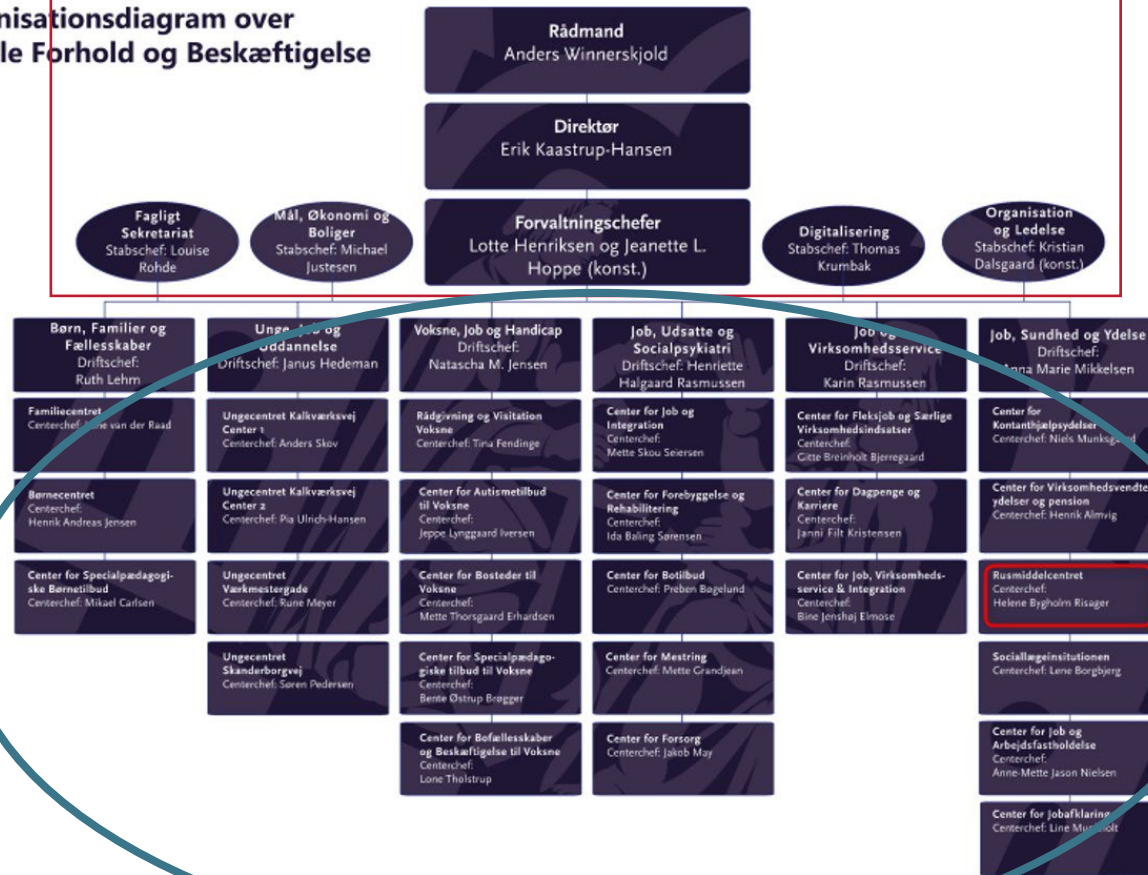 nisationsdiagram over
le Forhold og Beskæftigelse
Rådmand
Anders Winnerskjold
Direktør
Erik Kaastrup-Hansen
Forvaltningschefer
Lotte Henriksen og Jeanette L.
Hoppe (konst.)
Fagligt
Sekretariat
Stabschef: Louise
Rohde
Mål, Økonomi og
Boliger
Stabschef: Michael
Justesen
Digitalisering
Stabschef: Thomas
Krumbak
Organisation
og Ledelse
Stabschef: Kristian
Dalsgaard (konst.)
Børn, Familier og
Fællesskaber
Driftschef:
Ruth Lehm
Familiecentret
Centerchef: van der Raad
Børnecentret
Centerchef:
Henrik Andreas Jensen
Center for Specialpædagogi-
ske Børnetilbud
Centerchef: Mikael Carlsen
Unge, Job og
Uddannelse
Driftschef: Janus Hedeman
Ungecentret Kalkværksvej
Center 1
Centerchef: Anders Skov
Ungecentret Kalkværksvej
Center 2
Centerchef: Pia Ulrich-Hansen
Ungecentret
Værkmestergade
Centerchef: Rune Meyer
Ungecentret
Skanderborgvej
Centerchef: Søren Pedersen
Voksne, Job og Handicap
Driftschef:
Natascha M. Jensen
Rådgivning og Visitation
Voksne
Centerchef: Tina Fendinge
Center for Autismetilbud
til Voksne
Centerchef:
Jeppe Lynggaard Iversen
Center for Bosteder til
Voksne
Centerchef:
Mette Thorsgaard Erhardsen
Center for Specialpædago-
giske tilbud til Voksne
Centerchef:
Bente Østrup Brøgger
Center for Bofællesskaber
og Beskæftigelse til Voksne
Centerchef:
Lone Tholstrup
Job, Udsatte og
Socialpsykiatri
Driftschef: Henriette
Halgaard Rasmussen
Center for Job og
Integration
Centerchef:
Mette Skou Seiersen
Center for Forebyggelse og
Rehabilitering
Centerchef:
Ida Baling Sørensen
Center for Botilbud
Centerchef: Preben Bøgelund
Center for Mestring
Centerchef: Mette Grandjean
Center for Forsorg
Centerchef: Jakob May
Job og
Virksomhedsservice
Driftschef:
Karin Rasmussen
Center for Fleksjob og Særlige
Virksomhedsindsatser
Centerchef:
Gitte Breinholt Bjerregaard
Center for Dagpenge og
Karriere
Centerchef:
Janni Filt Kristensen
Center for Job, Virksomheds-
service & Integration
Centerchef:
Bine Jenshøj Elmose
Job, Sundhed og Ydelse
Driftschef:
Anna Marie Mikkelsen
Center for
Kontanthjælpsydelser
Centerchef: Niels Munksgaard
Center for Virksomhedsvendte
ydelser og pension
Centerchef: Henrik Almvig
Rusmiddelcentret
Centerchef:
Helene Bygholm Risager
Sociallægeinsitutionen
Centerchef: Lene Borgbjerg
Center for Job og
Arbejdsfastholdelse
Centerchef:
Anne-Mette Jason Nielsen
Center for Jobafklaring
Centerchef: Line